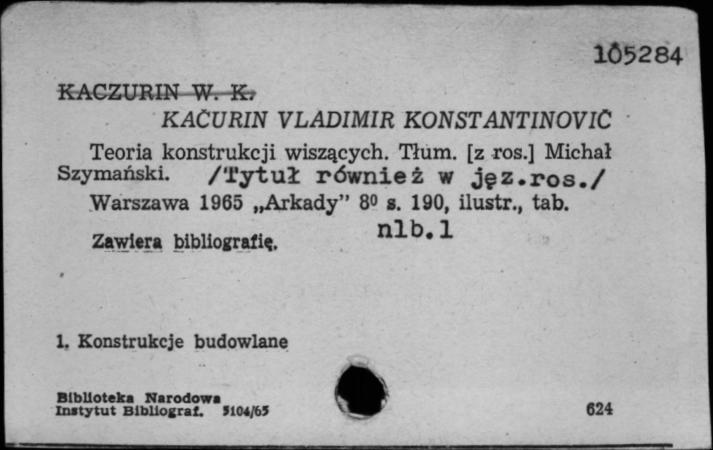 105284
KACZURIN W. K.
KAČURIN VLADIMIR KONSTANTINOVIČ
Teoria konstrukcji wiszących. Tłum. [z ros.] Michał
Szymański. /Tytuł również w jęz.ros./
Warszawa 1965 „Arkady” 8⁰ s. 190, ilustr., tab.
nlb.1
Zawiera bibliografię.
1. Konstrukcje budowlane
Biblioteka Narodowa
Instytut Bibliograf. 5104/65
624